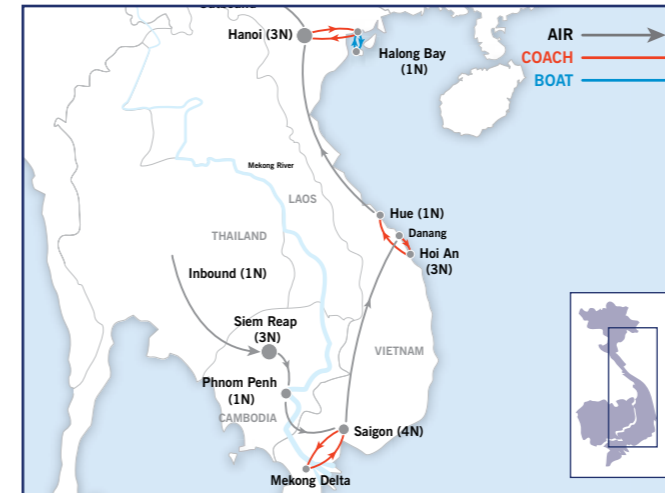 Hanoi (3N)
Halong Bay
(1N)
AIR
COACH
BOAT
Mekong River
LAOS
THAILAND
Hue (1N)
Danang
Hoi An
(3N)
Inbound (1N)
Siem Reap
(3N)
VIETNAM
Phnom Penh
(1N)
CAMBODIA
Saigon (4N)
Mekong Delta